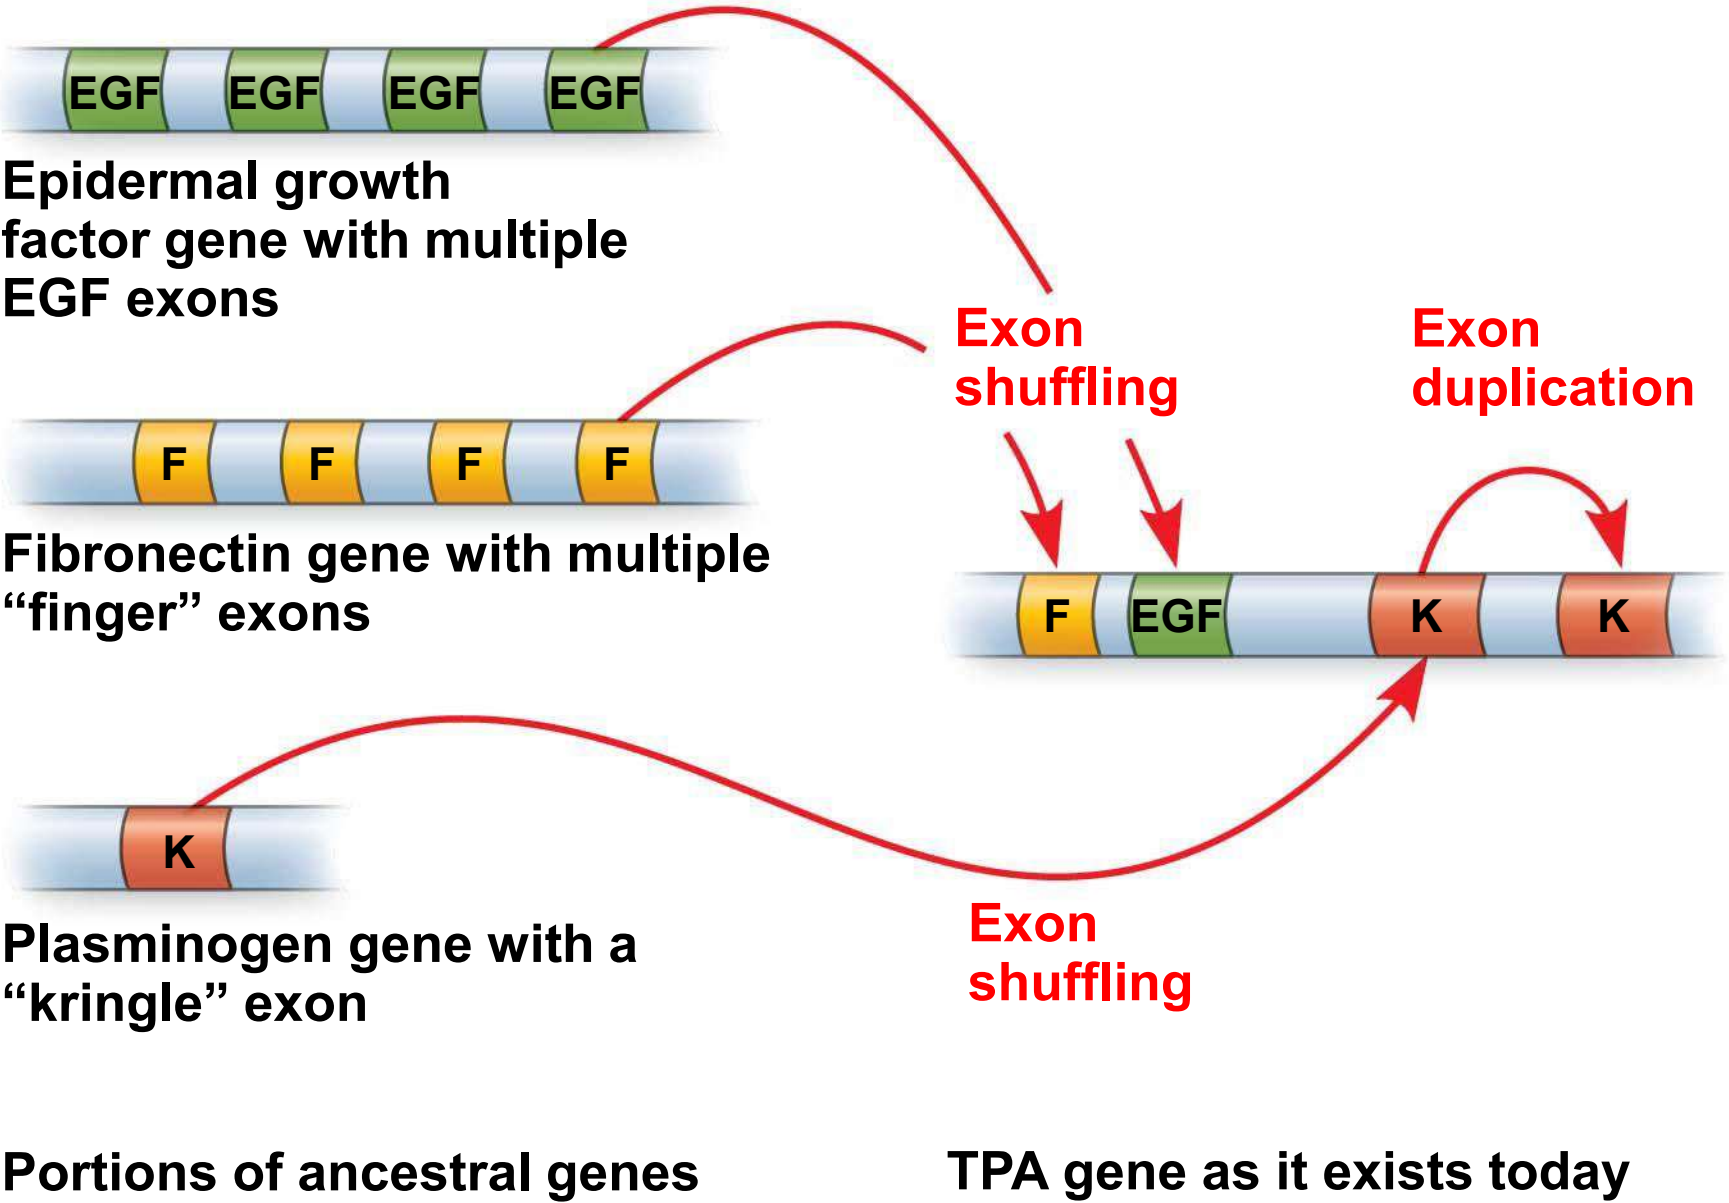 EGF EGF EGF EGF
Epidermal growth
factor gene with multiple
EGF exons
Exon
shuffling
Exon
duplication
F F F F
Fibronectin gene with multiple
“finger” exons
F EGF K K
K
Plasminogen gene with a
“kringle” exon
Exon
shuffling
Portions of ancestral genes
TPA gene as it exists today